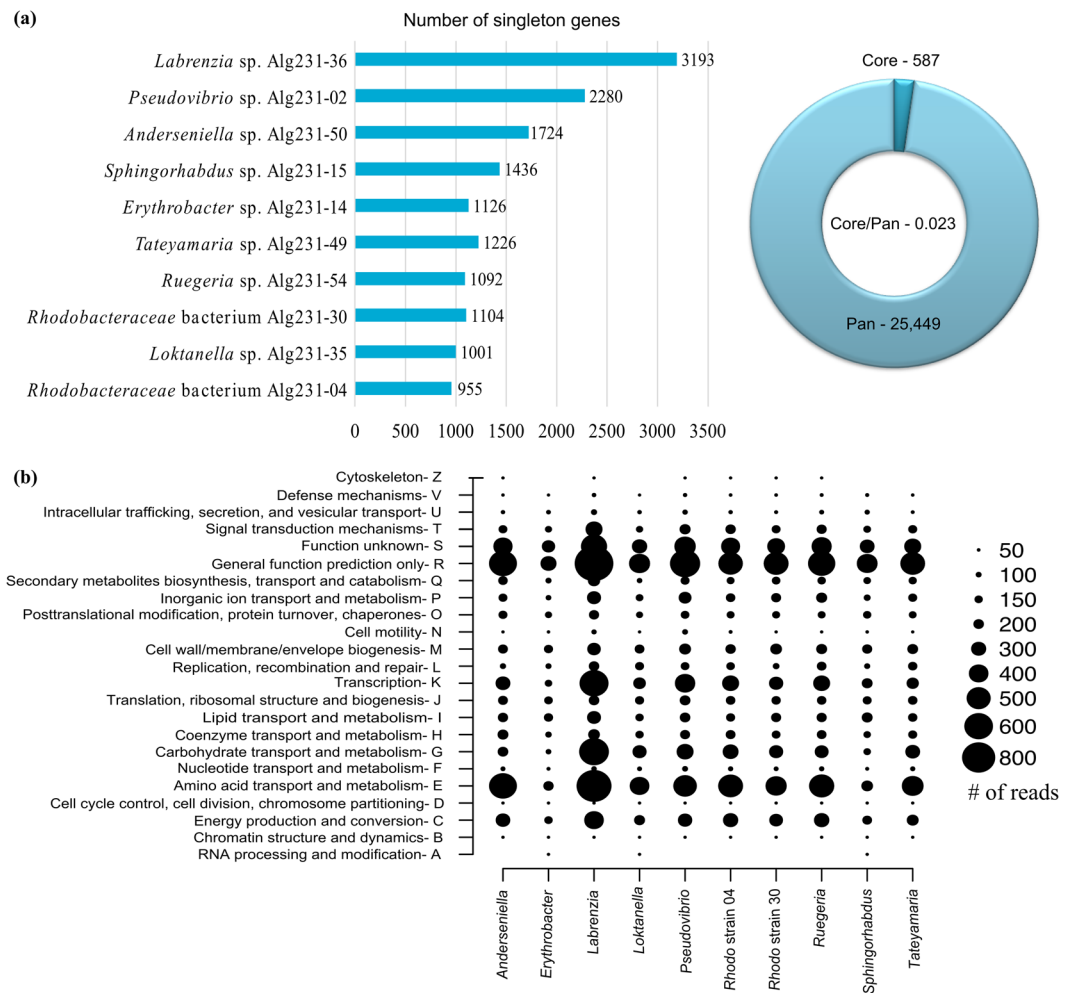 (a)
Number of singleton genes
Labrenzia sp. Alg231-36
3193
Pseudovibrio sp. Alg231-02
2280
Anderseniella sp. Alg231-50
1724
Sphingorhabdus sp. Alg231-15
1436
Erythrobacter sp. Alg231-14
1126
Tateyamaria sp. Alg231-49
1226
Ruegeria sp. Alg231-54
1092
Rhodobacteraceae bacterium Alg231-30
1104
Loktanella sp. Alg231-35
1001
Rhodobacteraceae bacterium Alg231-04
955
0 500 1000 1500 2000 2500 3000 3500
Core - 587
Core/Pan - 0.023
Pan - 25,449
(b)
Cytoskeleton- Z
Defense mechanisms- V
Intracellular trafficking, secretion, and vesicular transport- U
Signal transduction mechanisms- T
Function unknown- S
General function prediction only- R
Secondary metabolites biosynthesis, transport and catabolism- Q
Inorganic ion transport and metabolism- P
Posttranslational modification, protein turnover, chaperones- O
Cell motility- N
Cell wall/membrane/envelope biogenesis- M
Replication, recombination and repair- L
Transcription- K
Translation, ribosomal structure and biogenesis- J
Lipid transport and metabolism- I
Coenzyme transport and metabolism- H
Carbohydrate transport and metabolism- G
Nucleotide transport and metabolism- F
Amino acid transport and metabolism- E
Cell cycle control, cell division, chromosome partitioning- D
Energy production and conversion- C
Chromatin structure and dynamics- B
RNA processing and modification- A
Anderseniella
Erythrobacter
Labrenzia
Loktanella
Pseudovibrio
Rhodo strain 04
Rhodo strain 30
Ruegeria
Sphingorhabdus
Tateyamaria
50
100
150
200
300
400
500
600
800
# of reads